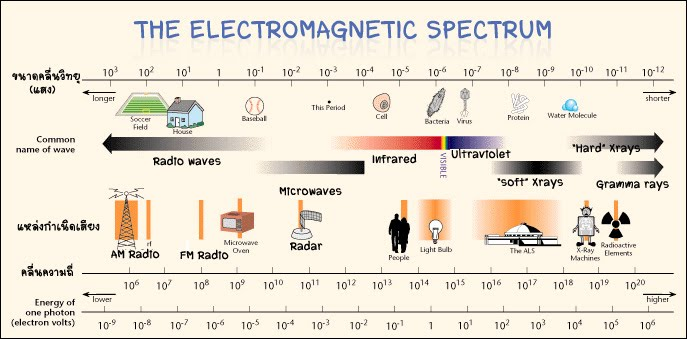 THE ELECTROMAGNETIC SPECTRUM
ขนาดคลื่นวิทยุ
(แสง)
10³ 10² 10¹ 1 10⁻¹ 10⁻² 10⁻³ 10⁻⁴ 10⁻⁵ 10⁻⁶ 10⁻⁷ 10⁻⁸ 10⁻⁹ 10⁻¹⁰ 10⁻¹¹ 10⁻¹²
longer shorter
Soccer
Field
House
Baseball
This Period
Cell
Bacteria
Virus
Protein
Water Molecule
Common
name of wave
Radio waves
Microwaves
Infrared
VISIBLE
Ultraviolet
"soft" Xrays
"Hard" Xrays
Gramma rays
แหล่งกำเนิดเสียง
AM Radio
rf
FM Radio
Microwave
Oven
Radar
People
Light Bulb
The ALS
X-Ray
Machines
Radioactive
Elements
คลื่นความถี่
10⁶ 10⁷ 10⁸ 10⁹ 10¹⁰ 10¹¹ 10¹² 10¹³ 10¹⁴ 10¹⁵ 10¹⁶ 10¹⁷ 10¹⁸ 10¹⁹ 10²⁰
lower higher
Energy of
one photon
(electron volts)
10⁻⁹ 10⁻⁸ 10⁻⁷ 10⁻⁶ 10⁻⁵ 10⁻⁴ 10⁻³ 10⁻² 10⁻¹ 1 10¹ 10² 10³ 10⁴ 10⁵ 10⁶